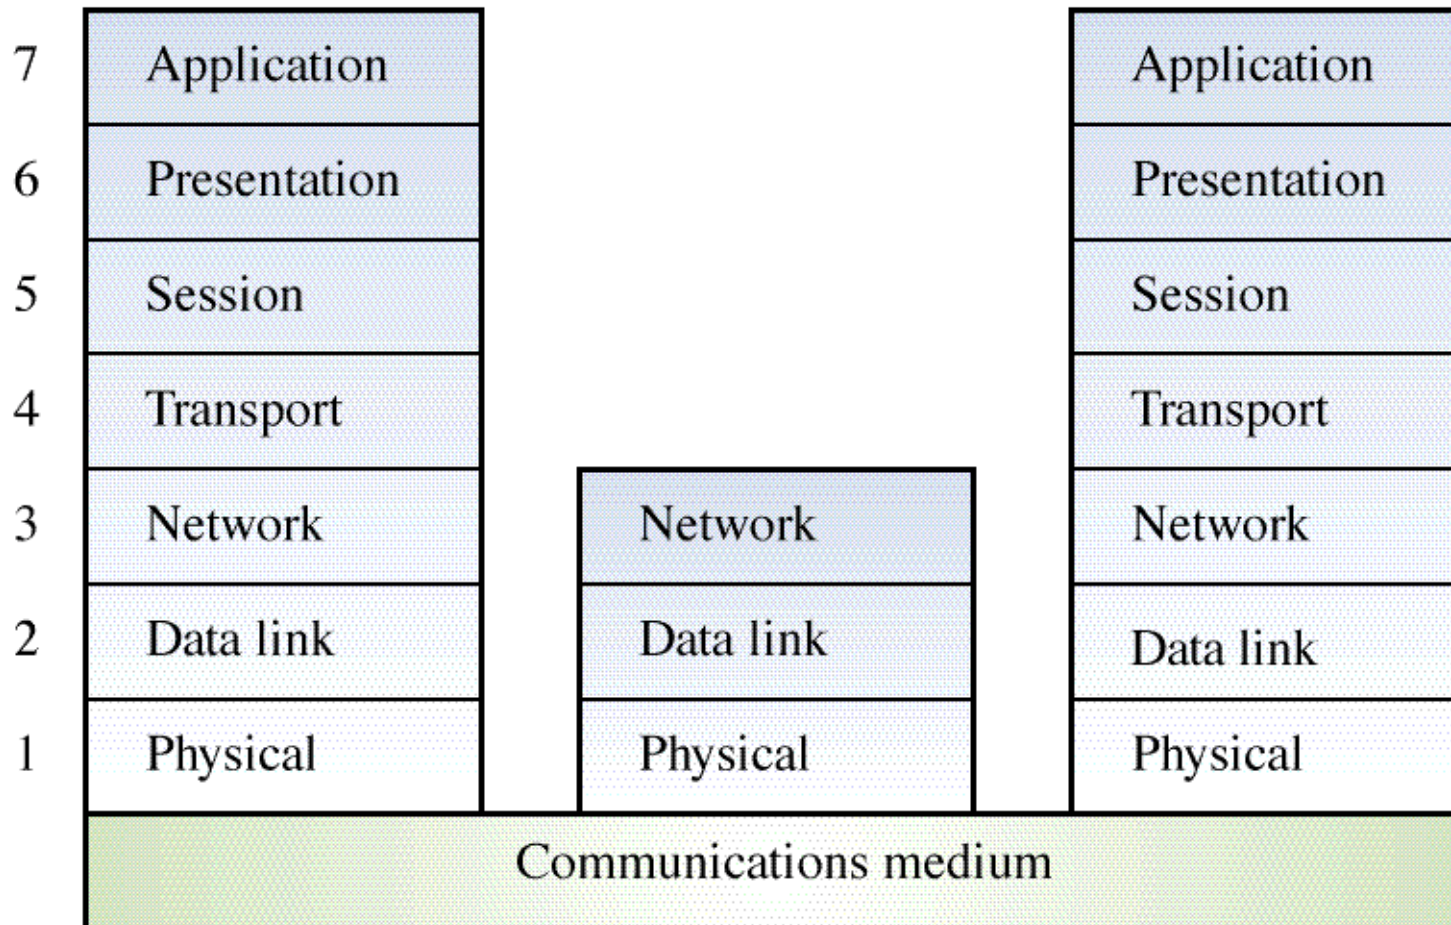 7 Application Application
6 Presentation Presentation
5 Session Session
4 Transport Transport
3 Network Network Network
2 Data link Data link Data link
1 Physical Physical Physical
Communications medium